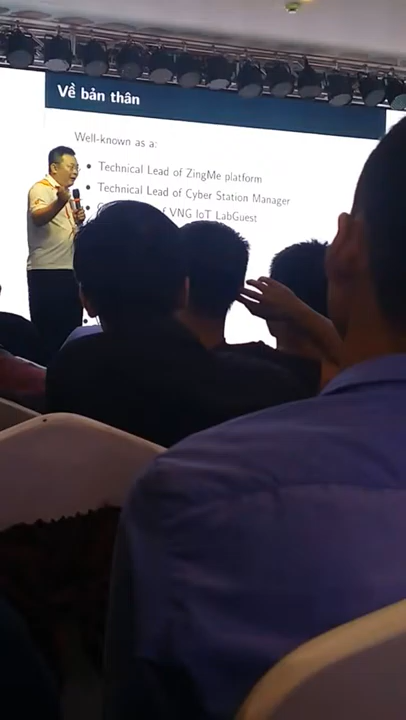 Về bản thân
Well-known as a:
• Technical Lead of ZingMe platform
• Technical Lead of Cyber Station Manager
VNG IoT LabGuest